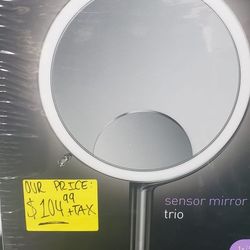 OUR PRICE:
$104.99
+TAX
sensor mirror
trio